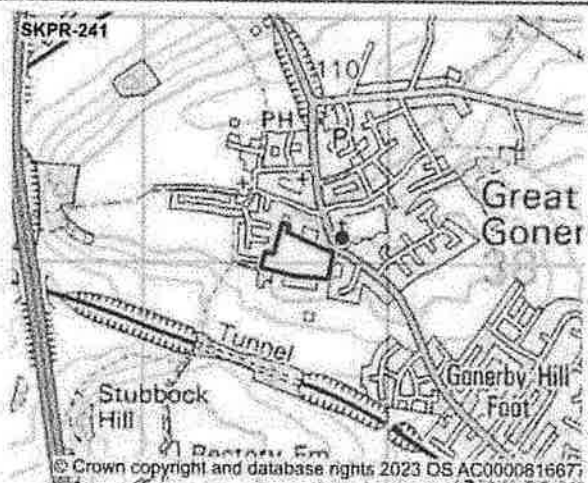 SKPR-241
110
PH
P
Great
Goner
38
Tunnel
Gonerby Hill
Foot
Stubbock
Hill
© Crown copyright and database rights 2023 OS AC000081667